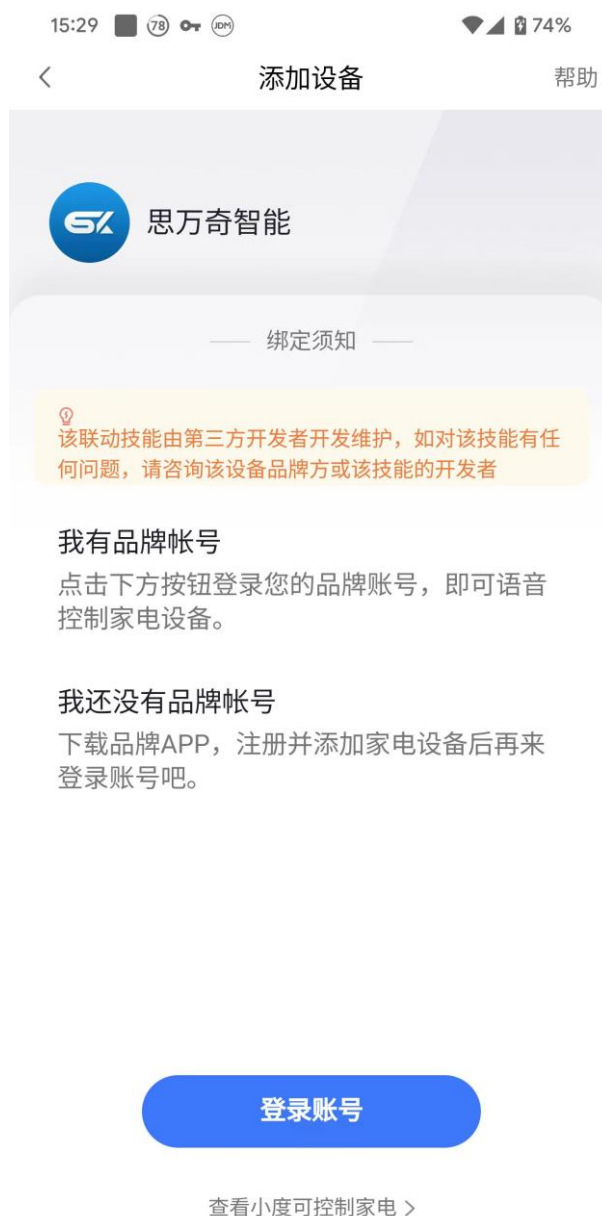 15:29 78 JDM 74%
添加设备 帮助
思万奇智能
绑定须知
该联动技能由第三方开发者开发维护，如对该技能有任
何问题，请咨询该设备品牌方或该技能的开发者
我有品牌帐号
点击下方按钮登录您的品牌账号，即可语音
控制家电设备。
我还没有品牌帐号
下载品牌APP，注册并添加家电设备后再来
登录账号吧。
登录账号
查看小度可控制家电 >